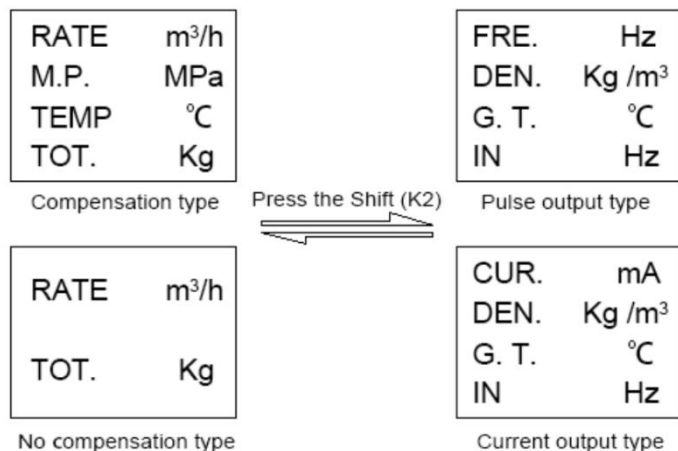 RATE m³/h
M.P. MPa
TEMP ℃
TOT. Kg
Compensation type
FRE. Hz
DEN. Kg /m³
G. T. ℃
IN Hz
Pulse output type
Press the Shift (K2)
RATE m³/h
TOT. Kg
No compensation type
CUR. mA
DEN. Kg /m³
G. T. ℃
IN Hz
Current output type